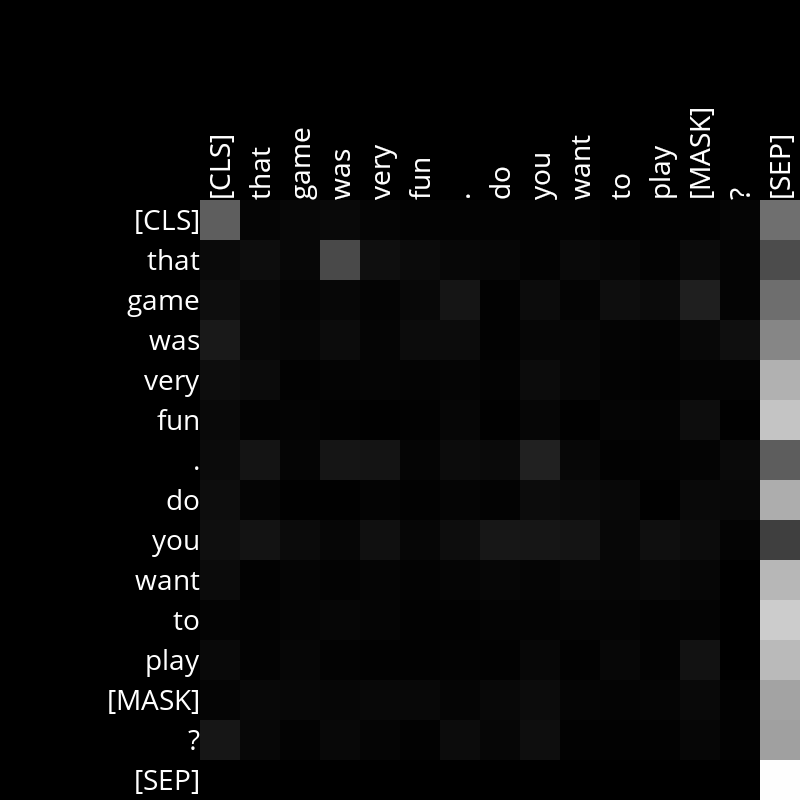 [CLS] that game was very fun . do you want to play [MASK] ? [SEP]
[CLS]
that
game
was
very
fun
.
do
you
want
to
play
[MASK]
?
[SEP]